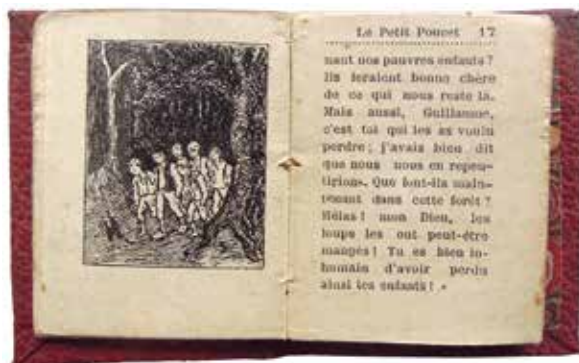 Le Petit Poucet 17
nant nos pauvres enfants ?
Ils feraient bonne chère
de ce qui nous reste là.
Mais aussi, Guillaume,
c'est toi qui les as voulu
perdre ; j'avais bien dit
que nous nous en repen-
tirions. Que font-ils main-
tenant dans cette forêt ?
Hélas ! mon Dieu, les
loups les ont peut-être
mangés ! Tu es bien in-
humain d'avoir perdu
ainsi tes enfants ! »